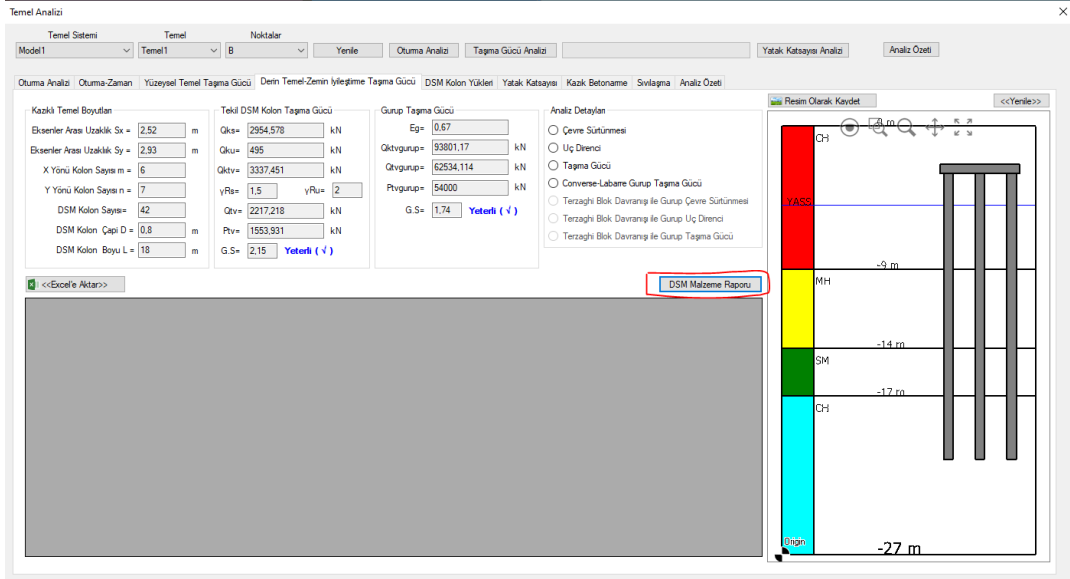 Temel Analizi
Temel Sistemi Temel Noktalar
Model1 Temel1 B Yenile Oturma Analizi Taşma Gücü Analizi Yatak Katsayısı Analizi Analiz Özeti
Oturma Analizi Oturma-Zaman Yüzeysel Temel Taşma Gücü Derin Temel-Zemin İyileştirme Taşma Gücü DSM Kolon Yükleri Yatak Katsayısı Kazık Betonarme Sıvılaşma Analiz Özeti
Kazıklı Temel Boyutları
Eksenler Arası Uzaklık Sx = 2,52 m
Eksenler Arası Uzaklık Sy = 2,93 m
X Yönü Kolon Sayısı m = 6
Y Yönü Kolon Sayısı n = 7
DSM Kolon Sayısı= 42
DSM Kolon Çapi D = 0,8 m
DSM Kolon Boyu L = 18 m
Tekil DSM Kolon Taşıma Gücü
Qks= 2954,578 kN
Qku= 495 kN
Qktv= 3337,451 kN
γRs= 1,5 γRu= 2
Qtv= 2217,218 kN
Ptv= 1553,931 kN
G.S= 2,15 Yeterli ( √ )
Gurup Taşıma Gücü
Eg= 0,67
Qktvgurup= 93801,17 kN
Qtvgurup= 62534,114 kN
Ptvgurup= 54000 kN
G.S= 1,74 Yeterli ( √ )
Analiz Detayları
Çevre Sürtünmesi
Uç Direnci
Taşıma Gücü
Converse-Labarre Gurup Taşıma Gücü
Terzaghi Blok Davranışı ile Gurup Çevre Sürtünmesi
Terzaghi Blok Davranışı ile Gurup Uç Direnci
Terzaghi Blok Davranışı ile Gurup Taşıma Gücü
<<Excel'e Aktar>> DSM Malzeme Raporu
Resim Olarak Kaydet <<Yenile>>
0 m
CH
YASS
-9 m
MH
-14 m
SM
-17 m
CH
Origin
-27 m